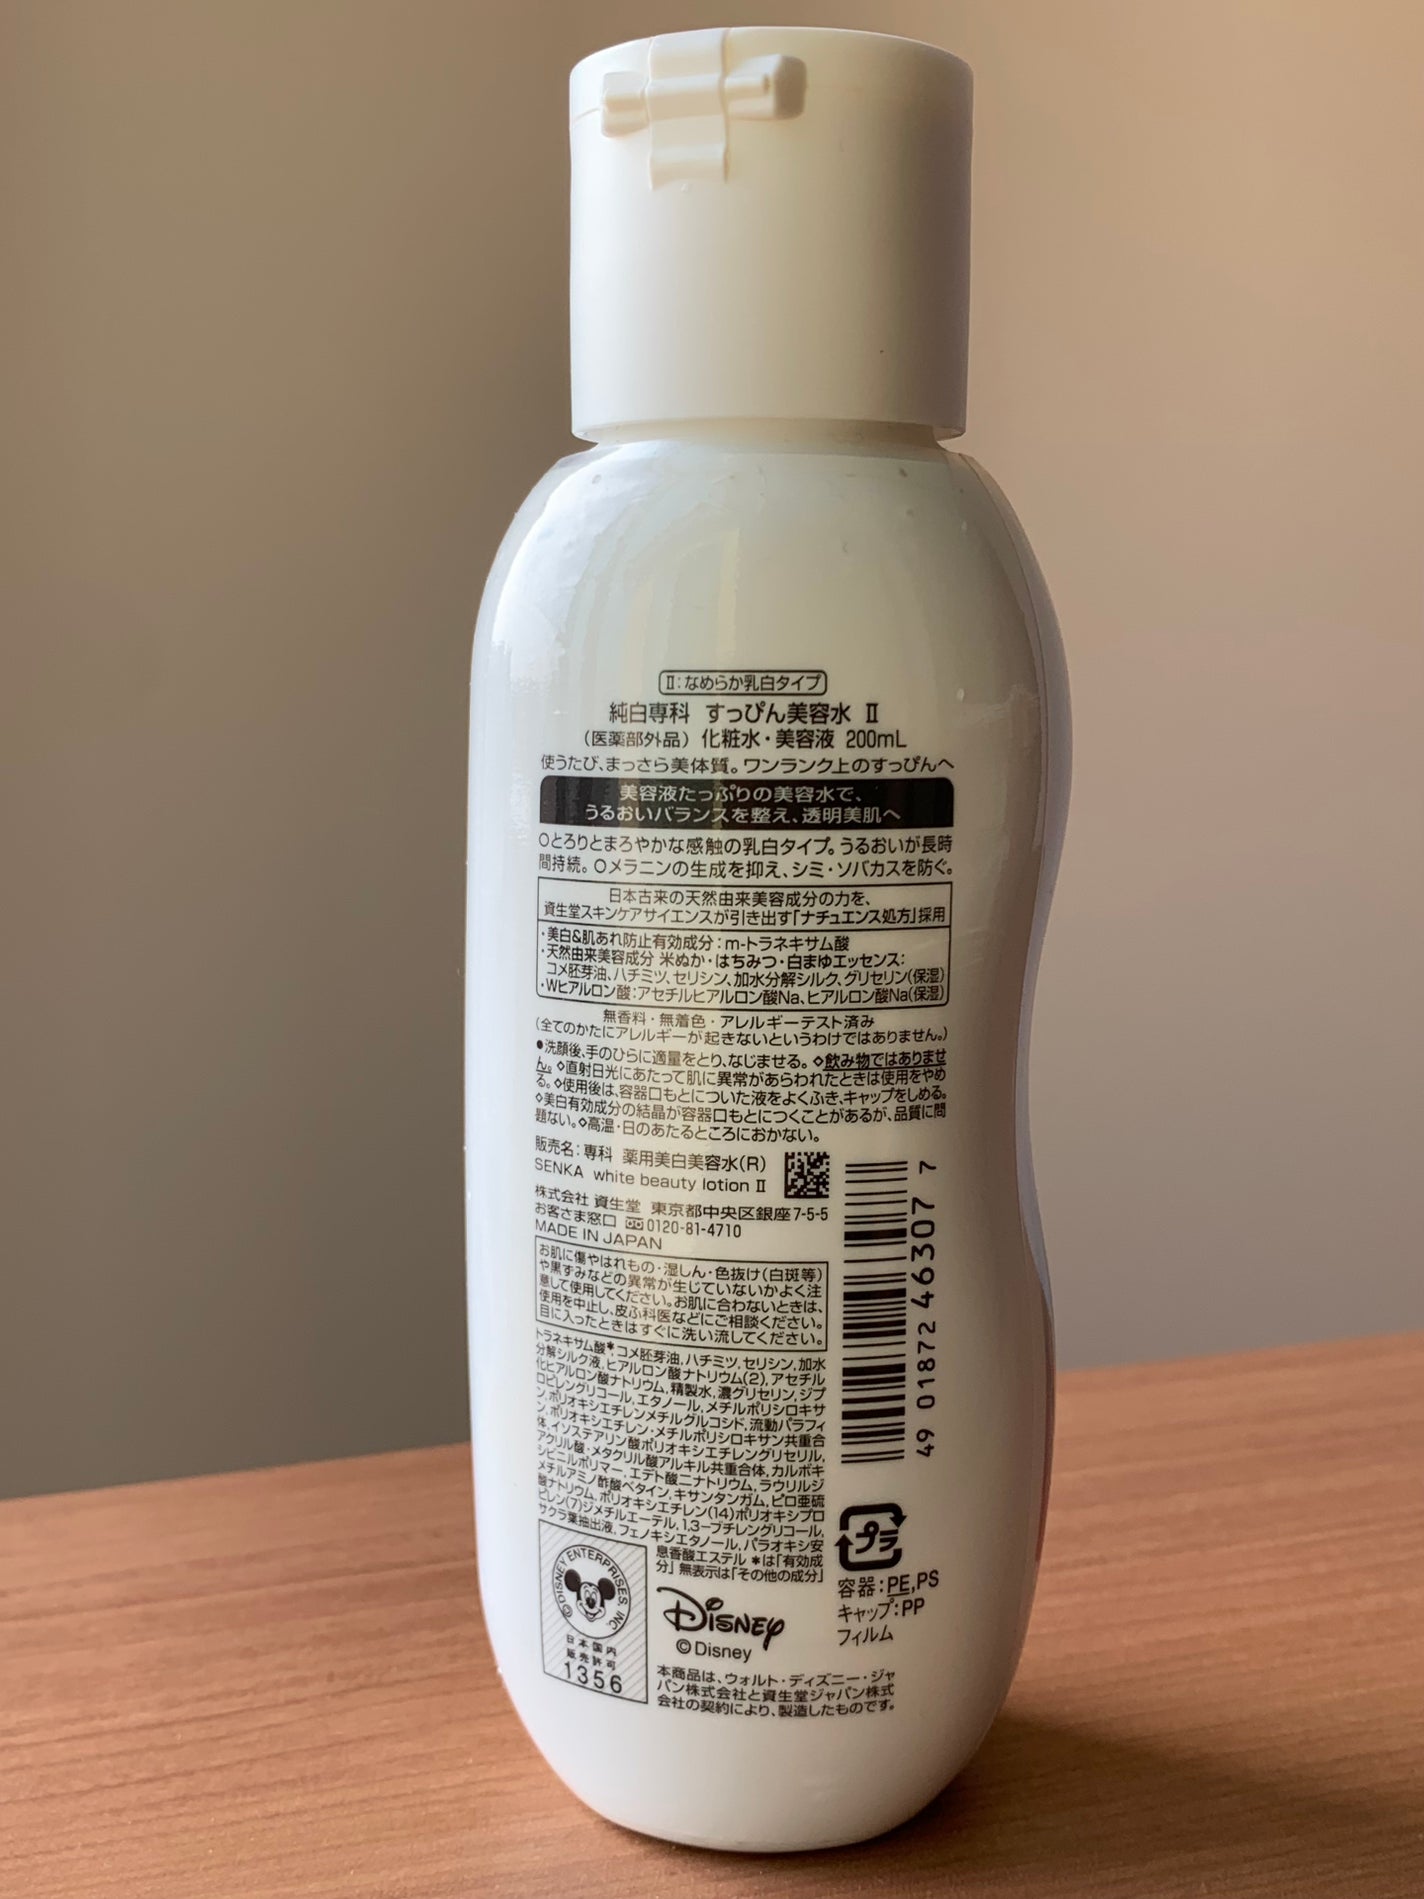 Ⅱ：なめらか乳白タイプ
純白専科 すっぴん美容水 Ⅱ
（医薬部外品） 化粧水・美容液 200mL
使うたび、まっさら美体質。ワンランク上のすっぴんへ
美容液たっぷりの美容水で、
うるおいバランスを整え、透明美肌へ
○とろりとまろやかな感触の乳白タイプ。うるおいが長時
間持続。○メラニンの生成を抑え、シミ・ソバカスを防ぐ。
日本古来の天然由来美容成分の力を、
資生堂スキンケアサイエンスが引き出す「ナチュエンス処方」採用
・美白&肌あれ防止有効成分：m-トラネキサム酸
・天然由来美容成分 米ぬか・はちみつ・白まゆエッセンス：
コメ胚芽油、ハチミツ、セリシン、加水分解シルク、グリセリン（保湿）
・Wヒアルロン酸：アセチルヒアルロン酸Na、ヒアルロン酸Na（保湿）
無香料・無着色・アレルギーテスト済み
（全てのかたにアレルギーが起きないというわけではありません。）
●洗顔後、手のひらに適量をとり、なじませる。◇飲み物ではありませ
ん。◇直射日光にあたって肌に異常があらわれたときは使用をやめ
る。◇使用後は、容器口もとについた液をよくふき、キャップをしめる。
◇美白有効成分の結晶が容器口もとにつくことがあるが、品質に問
題ない。◇高温・日のあたるところにおかない。
販売名：専科 薬用美白美容水（R）
SENKA white beauty lotion Ⅱ
株式会社 資生堂 東京都中央区銀座7-5-5
お客さま窓口 0120-81-4710
MADE IN JAPAN
お肌に傷やはれもの・湿しん・色抜け（白斑等）
や黒ずみなどの異常が生じていないかよく注
意して使用してください。お肌に合わないときは、
使用を中止し、皮ふ科医などにご相談ください。
目に入ったときはすぐに洗い流してください。
トラネキサム酸*，コメ胚芽油，ハチミツ，セリシン，加水
分解シルク液，ヒアルロン酸ナトリウム（2），アセチル
化ヒアルロン酸ナトリウム，精製水，濃グリセリン，ジプ
ロピレングリコール，エタノール，メチルポリシロキサ
ン，ポリオキシエチレンメチルグルコシド，流動パラフィ
ン，ポリオキシエチレン・メチルポリシロキサン共重合
体，イソステアリン酸ポリオキシエチレングリセリル，
アクリル酸・メタクリル酸アルキル共重合体，カルボキ
シビニルポリマー，エデト酸二ナトリウム，ラウリルジ
メチルアミノ酢酸ベタイン，キサンタンガム，ピロ亜硫
酸ナトリウム，ポリオキシエチレン（14）ポリオキシプロ
ピレン（7）ジメチルエーテル，1,3－ブチレングリコール，
サクラ葉抽出液，フェノキシエタノール，パラオキシ安
息香酸エステル *は「有効成
分」 無表示は「その他の成分」
49 01872 46307 7
プラ
容器：PE,PS
キャップ：PP
フィルム
©DISNEY ENTERPRISES, INC
日本国内
販売許可
1356
Disney
©Disney
本商品は、ウォルト・ディズニー・ジャ
パン株式会社と資生堂ジャパン株式
会社の契約により、製造したものです。